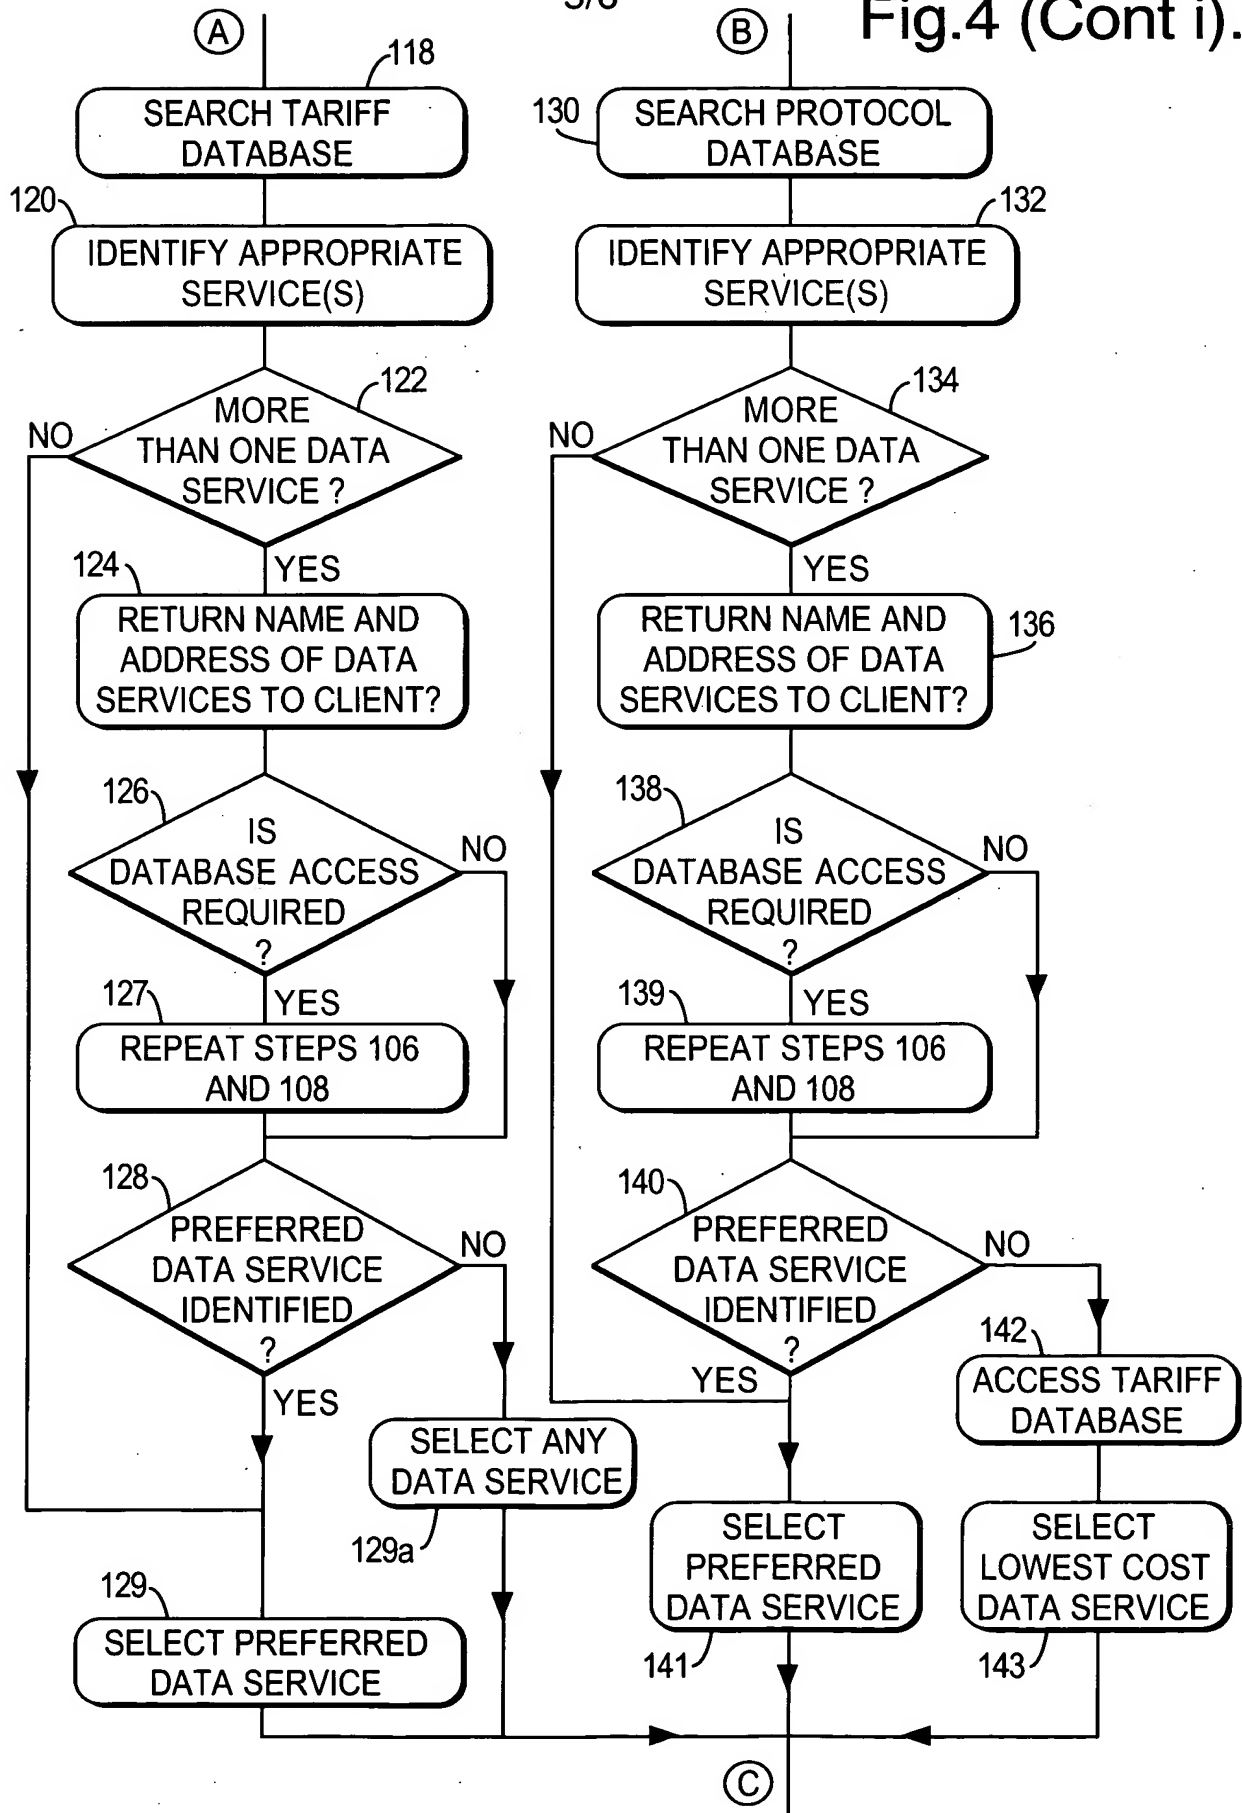 3/8
Fig.4 (Cont i).
A
118
SEARCH TARIFF
DATABASE
120
IDENTIFY APPROPRIATE
SERVICE(S)
122
MORE
THAN ONE DATA
SERVICE ?
NO
YES
124
RETURN NAME AND
ADDRESS OF DATA
SERVICES TO CLIENT?
126
IS
DATABASE ACCESS
REQUIRED
?
NO
YES
127
REPEAT STEPS 106
AND 108
128
PREFERRED
DATA SERVICE
IDENTIFIED
?
NO
YES
SELECT ANY
DATA SERVICE
129a
129
SELECT PREFERRED
DATA SERVICE
B
130
SEARCH PROTOCOL
DATABASE
132
IDENTIFY APPROPRIATE
SERVICE(S)
134
MORE
THAN ONE DATA
SERVICE ?
NO
YES
RETURN NAME AND
ADDRESS OF DATA
SERVICES TO CLIENT?
136
138
IS
DATABASE ACCESS
REQUIRED
?
NO
YES
139
REPEAT STEPS 106
AND 108
140
PREFERRED
DATA SERVICE
IDENTIFIED
?
NO
YES
142
ACCESS TARIFF
DATABASE
SELECT
PREFERRED
DATA SERVICE
141
SELECT
LOWEST COST
DATA SERVICE
143
C